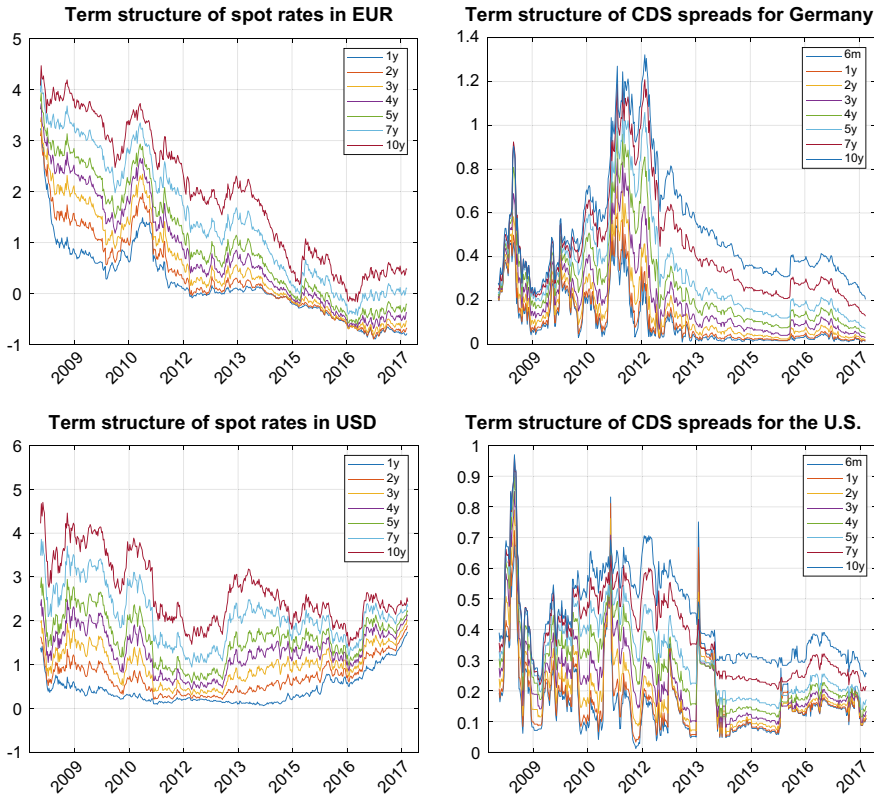 Term structure of spot rates in EUR
5
4
3
2
1
0
-1
2009
2010
2012
2013
2015
2016
2017
1y
2y
3y
4y
5y
7y
10y
Term structure of CDS spreads for Germany
1.4
1.2
1
0.8
0.6
0.4
0.2
0
2009
2010
2012
2013
2015
2016
2017
6m
1y
2y
3y
4y
5y
7y
10y
Term structure of spot rates in USD
6
5
4
3
2
1
0
-1
2009
2010
2012
2013
2015
2016
2017
1y
2y
3y
4y
5y
7y
10y
Term structure of CDS spreads for the U.S.
1
0.9
0.8
0.7
0.6
0.5
0.4
0.3
0.2
0.1
0
2009
2010
2012
2013
2015
2016
2017
6m
1y
2y
3y
4y
5y
7y
10y